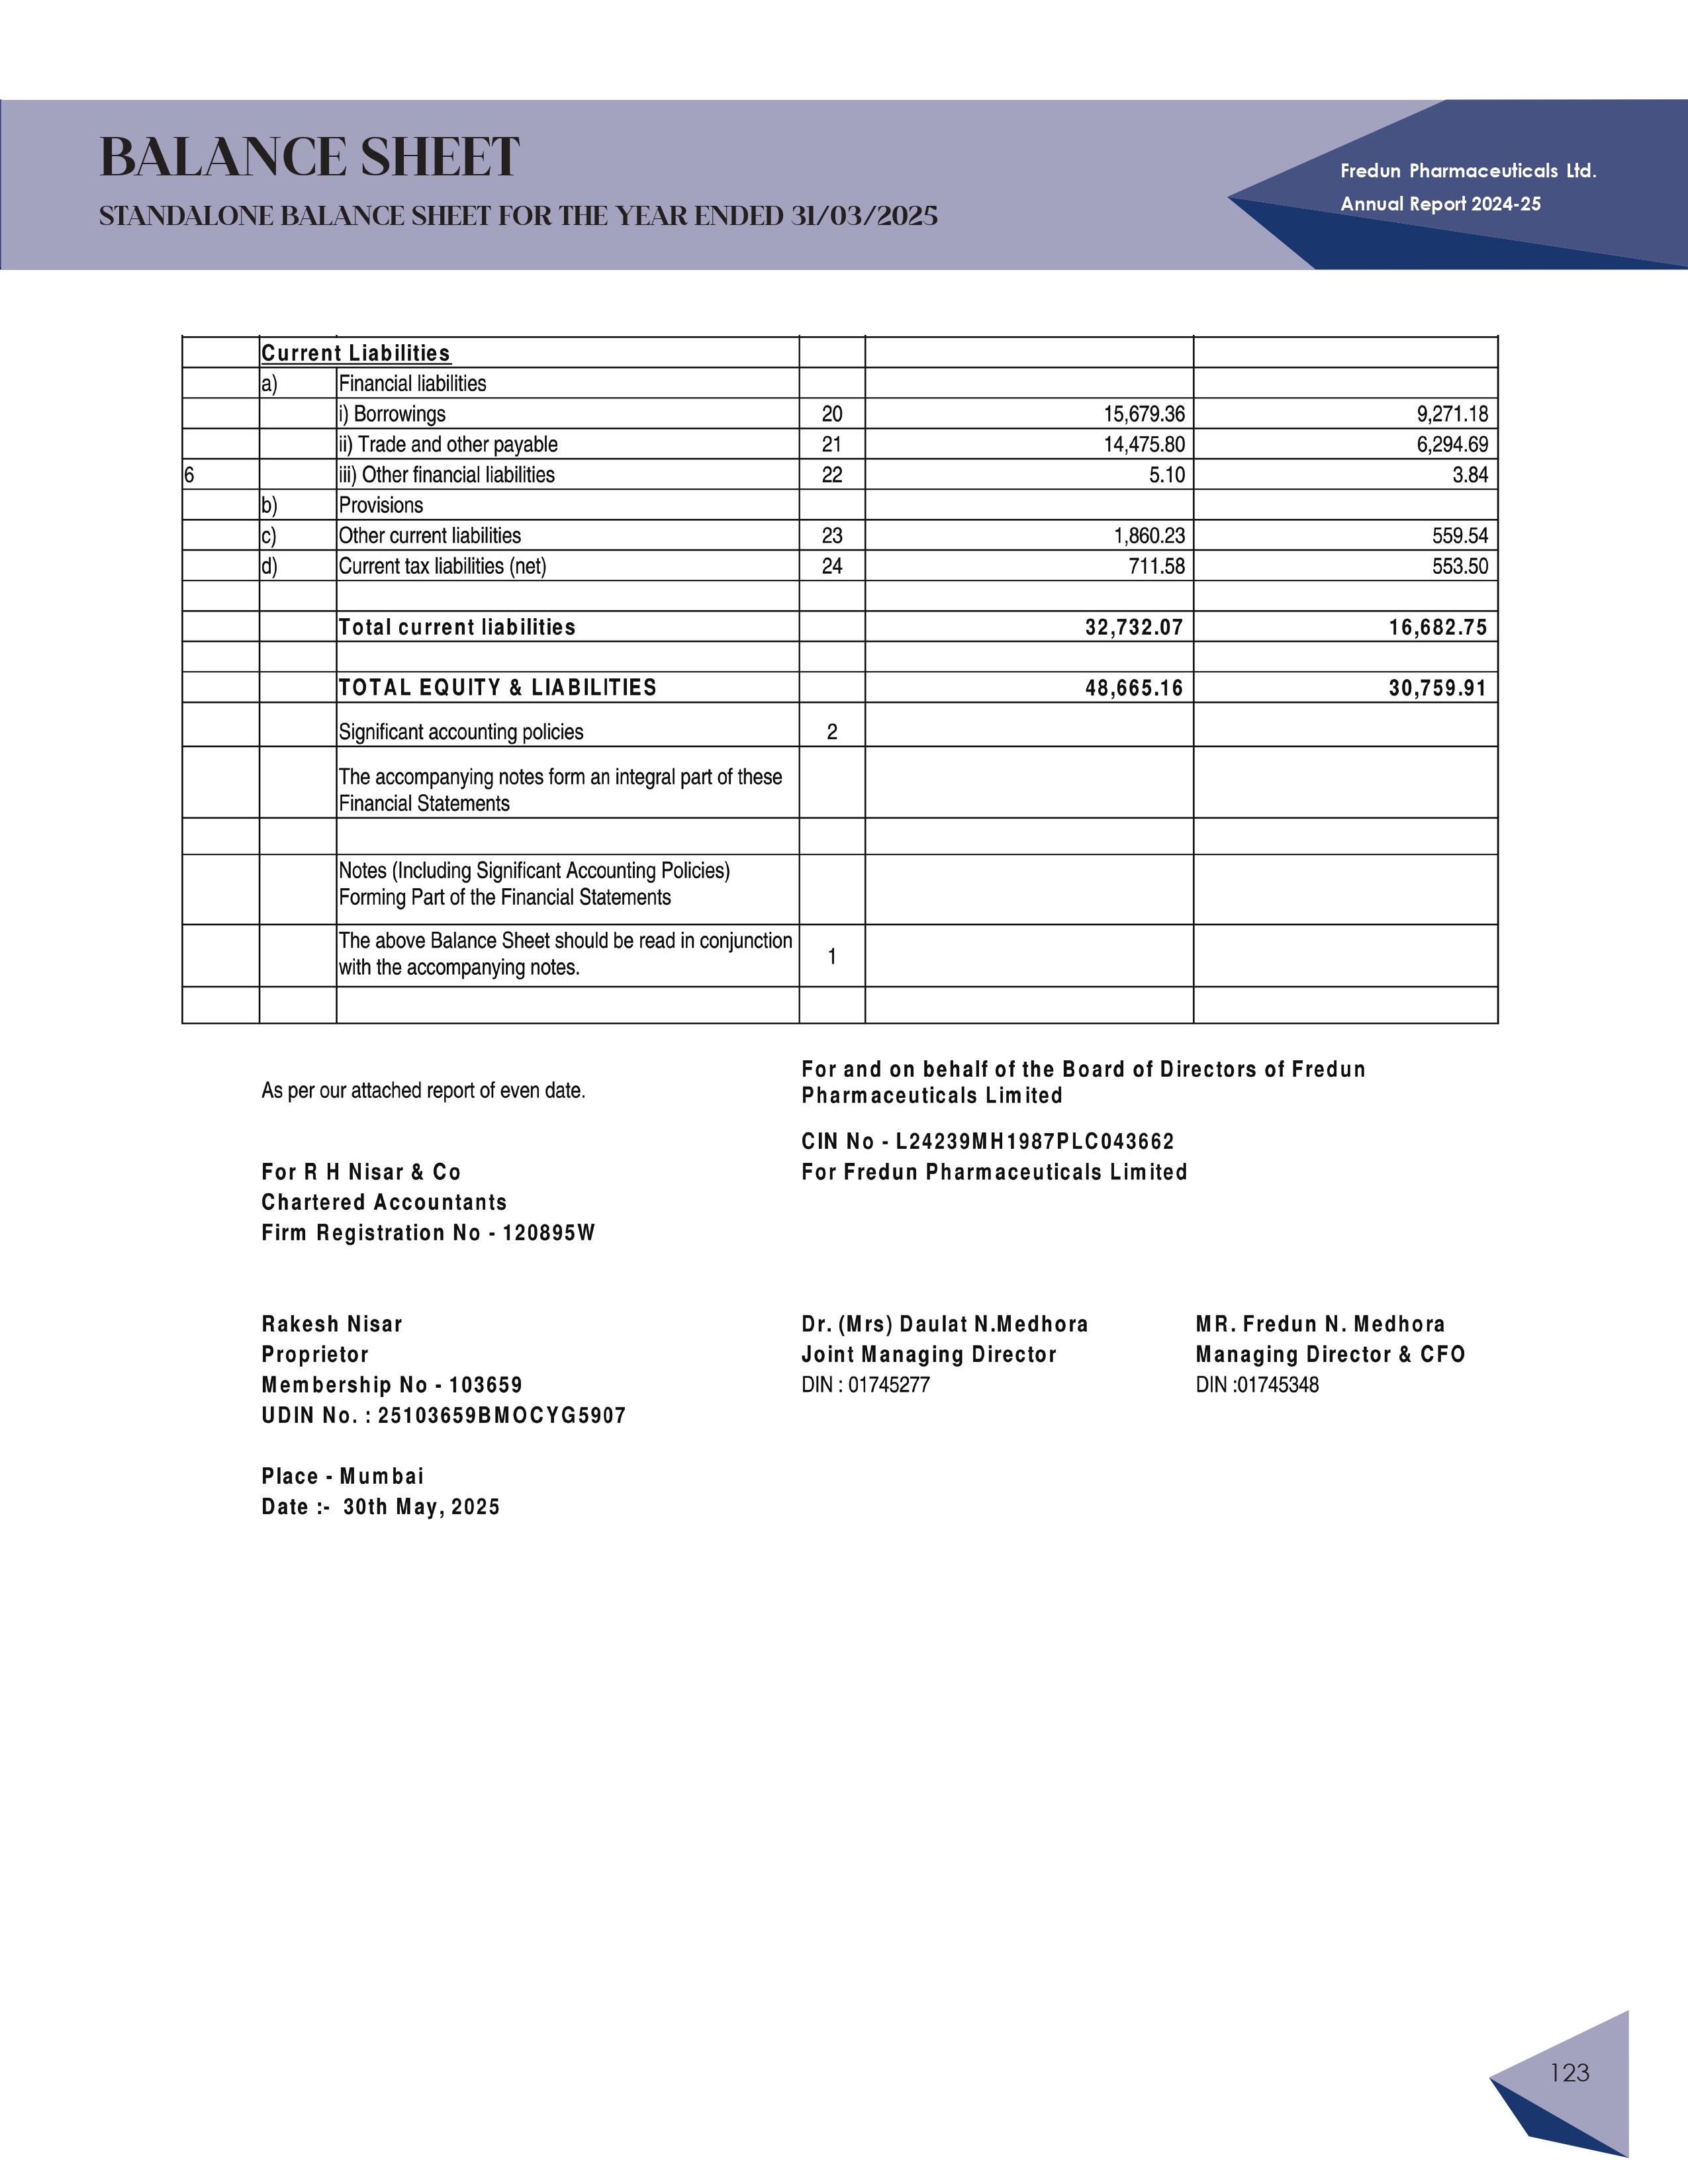 BALANCE SHEET
STANDALONE BALANCE SHEET FOR THE YEAR ENDED 31/03/2025
Fredun Pharmaceuticals Ltd.
Annual Report 2024-25
Current Liabilities
a) Financial liabilities
i) Borrowings 20 15,679.36 9,271.18
ii) Trade and other payable 21 14,475.80 6,294.69
6 iii) Other financial liabilities 22 5.10 3.84
b) Provisions
c) Other current liabilities 23 1,860.23 559.54
d) Current tax liabilities (net) 24 711.58 553.50
Total current liabilities 32,732.07 16,682.75
TOTAL EQUITY & LIABILITIES 48,665.16 30,759.91
Significant accounting policies 2
The accompanying notes form an integral part of these
Financial Statements
Notes (Including Significant Accounting Policies)
Forming Part of the Financial Statements
The above Balance Sheet should be read in conjunction
with the accompanying notes. 1
As per our attached report of even date.
For and on behalf of the Board of Directors of Fredun
Pharmaceuticals Limited
CIN No - L24239MH1987PLC043662
For R H Nisar & Co For Fredun Pharmaceuticals Limited
Chartered Accountants
Firm Registration No - 120895W
Rakesh Nisar Dr. (Mrs) Daulat N.Medhora MR. Fredun N. Medhora
Proprietor Joint Managing Director Managing Director & CFO
Membership No - 103659 DIN : 01745277 DIN :01745348
UDIN No. : 25103659BMOCYG5907
Place - Mumbai
Date :- 30th May, 2025
123